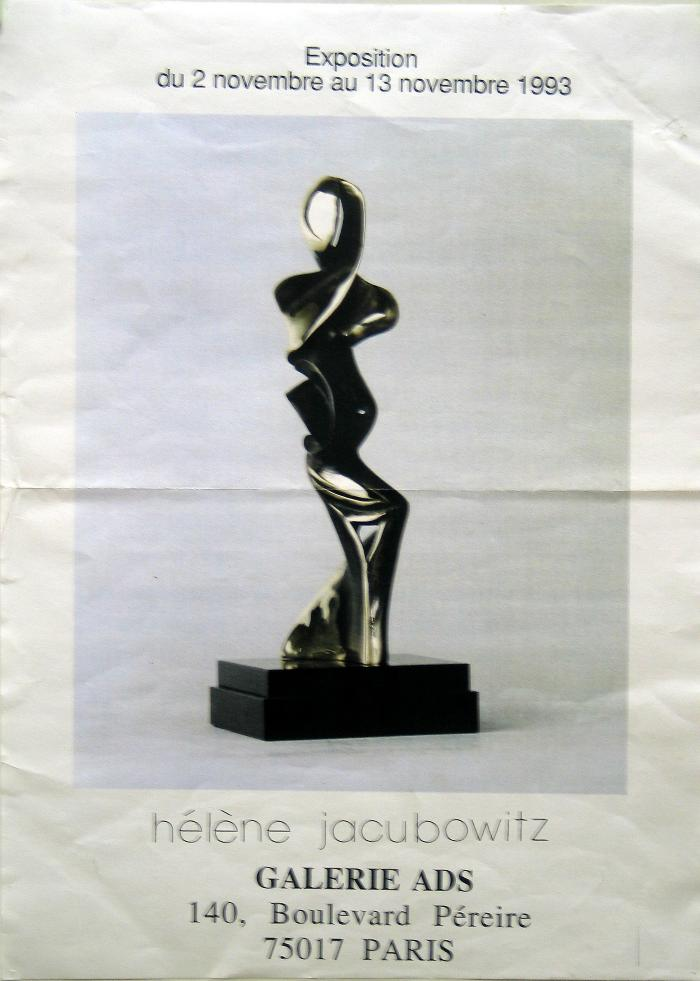 Exposition
du 2 novembre au 13 novembre 1993
hélène jacubowitz
GALERIE ADS
140, Boulevard Péreire
75017 PARIS